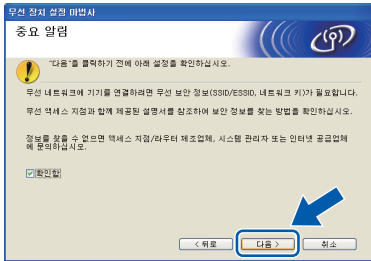 무선 장치 설정 마법사
중요 알림
"다음"를 클릭하기 전에 아래 설정을 확인하십시오.
무선 네트워크에 기기를 연결하려면 무선 보안 정보(SSID/ESSID, 네트워크 키)가 필요합니다.
무선 액세스 지점과 함께 제공된 설명서를 참조하여 보안 정보를 찾는 방법을 확인하십시오.
정보를 찾을 수 없으면 액세스 지점/라우터 제조업체, 시스템 관리자 또는 인터넷 공급업체
에 문의하십시오.
확인함
< 뒤로
다음 >
취소